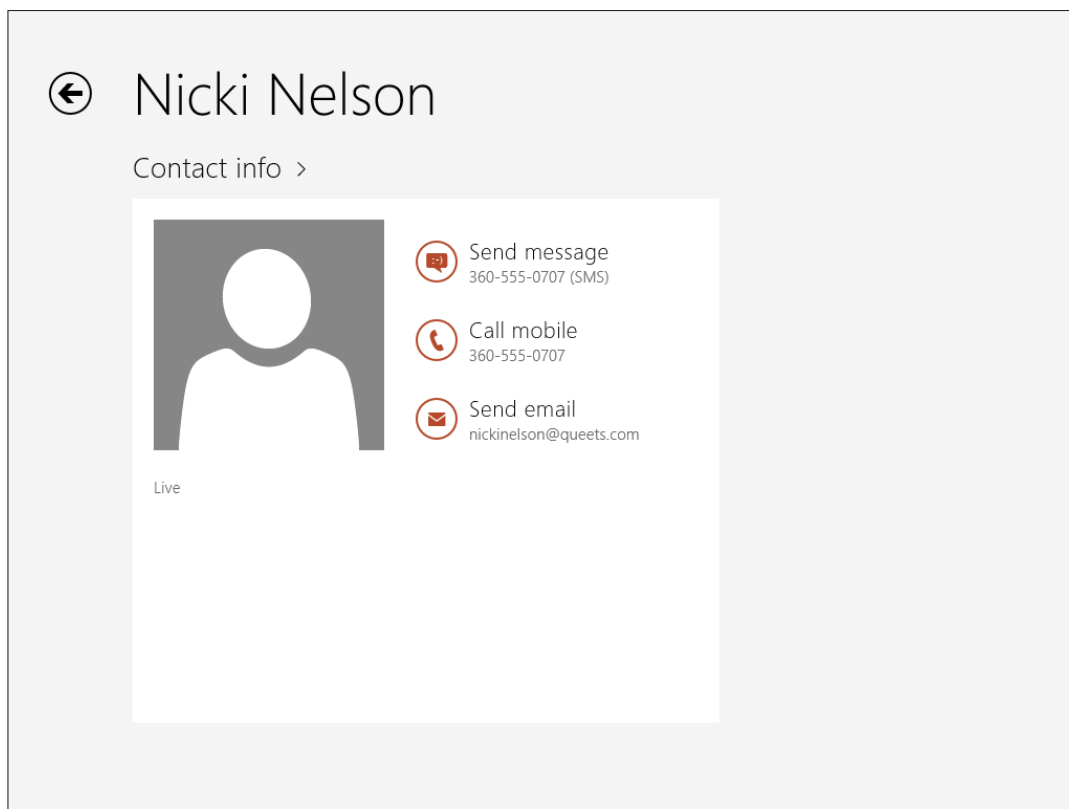 Nicki Nelson
Contact info >
Send message
360-555-0707 (SMS)
Call mobile
360-555-0707
Send email
nickinelson@queets.com
Live